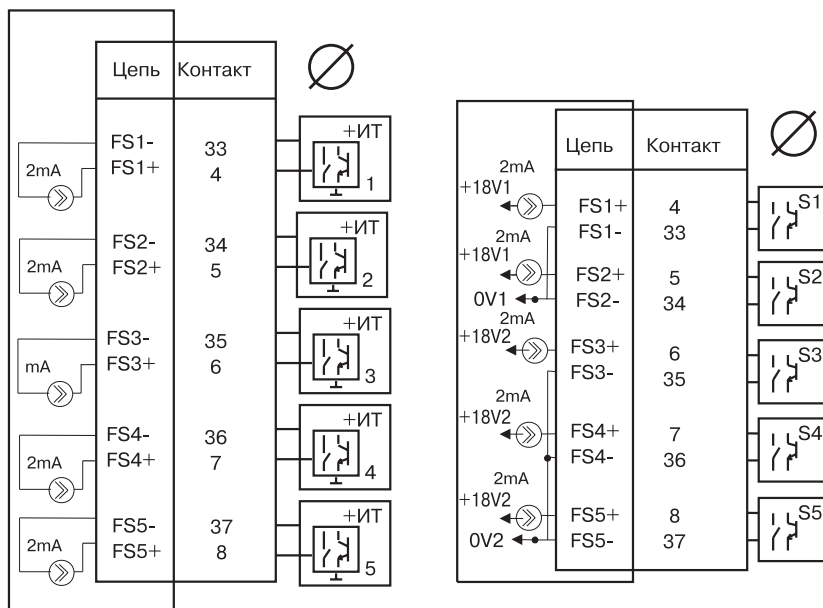 Цепь Контакт
FS1- 33 +ИТ
2mA FS1+ 4 1
FS2- 34 +ИТ
2mA FS2+ 5 2
FS3- 35 +ИТ
mA FS3+ 6 3
FS4- 36 +ИТ
2mA FS4+ 7 4
FS5- 37 +ИТ
2mA FS5+ 8 5
Цепь Контакт
2mA
+18V1 FS1+ 4 S1
FS1- 33
2mA
+18V1 FS2+ 5 S2
0V1 FS2- 34
2mA
+18V2 FS3+ 6 S3
FS3- 35
2mA
+18V2 FS4+ 7 S4
FS4- 36
2mA
+18V2 FS5+ 8 S5
0V2 FS5- 37